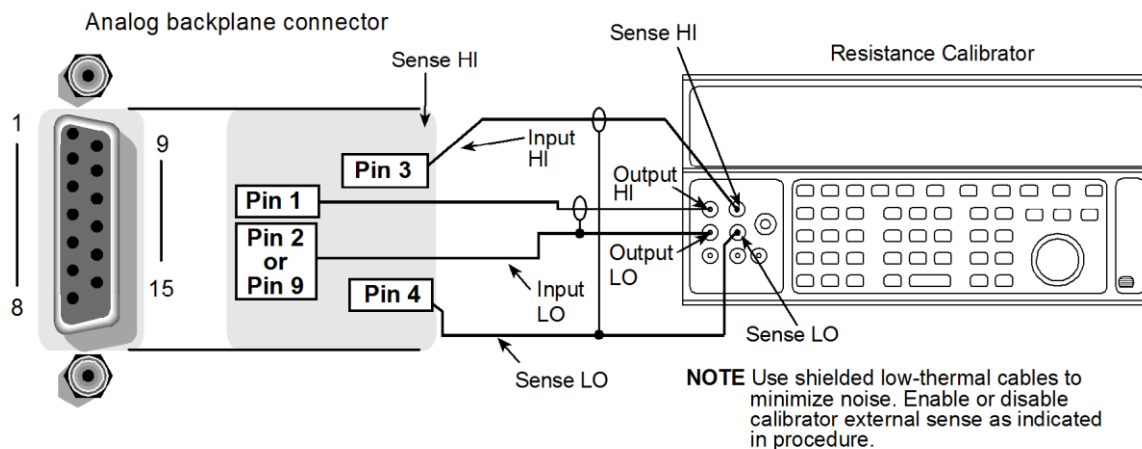 Analog backplane connector
Sense HI
Sense HI
Resistance Calibrator
1
9
Input
HI
Pin 3
Output
HI
Pin 1
Pin 2
or
Pin 9
Output
LO
15
8
Input
LO
Pin 4
Sense LO
Sense LO
NOTE Use shielded low-thermal cables to
minimize noise. Enable or disable
calibrator external sense as indicated
in procedure.